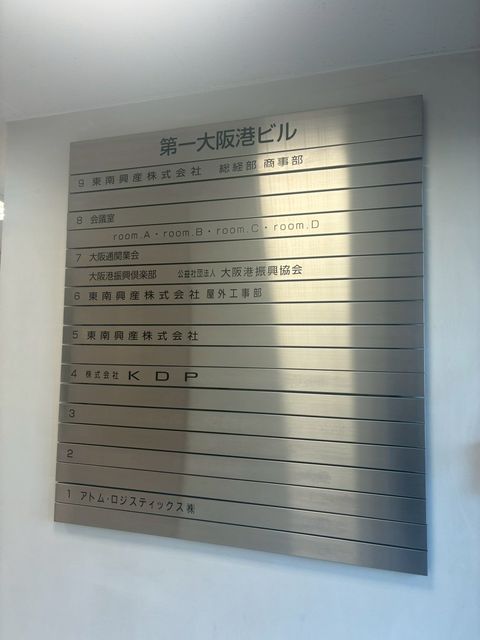 第一大阪港ビル
9 東南興産株式会社 総経部 商事部
8 会議室
room.A・room.B・room.C・room.D
7 大阪通関業会
大阪港振興倶楽部 公益社団法人 大阪港振興協会
6 東南興産株式会社 屋外工事部
5 東南興産株式会社
4 株式会社 KDP
3
2
1 アトム・ロジスティックス㈱